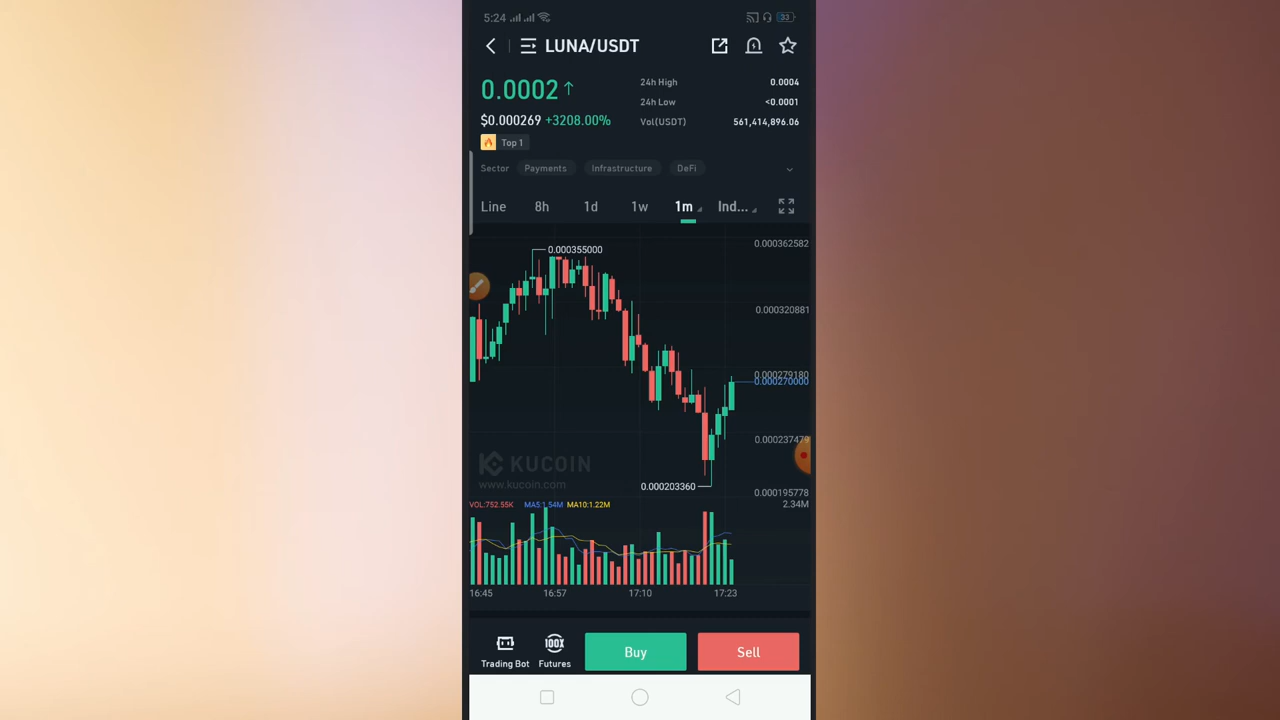 5:24
33
LUNA/USDT
0.0002 ↑
24h High 0.0004
24h Low <0.0001
$0.000269 +3208.00%
Vol(USDT) 561,414,896.06
Top 1
Sector Payments Infrastructure DeFi
Line 8h 1d 1w 1m Ind...
0.000362582
0.000355000
0.000320881
0.000279180
0.000270000
0.000237479
KUCOIN
www.kucoin.com
0.000203360
0.000195778
VOL:752.55K MA5:1.54M MA10:1.22M
2.34M
16:45 16:57 17:10 17:23
100X
Trading Bot Futures Buy Sell